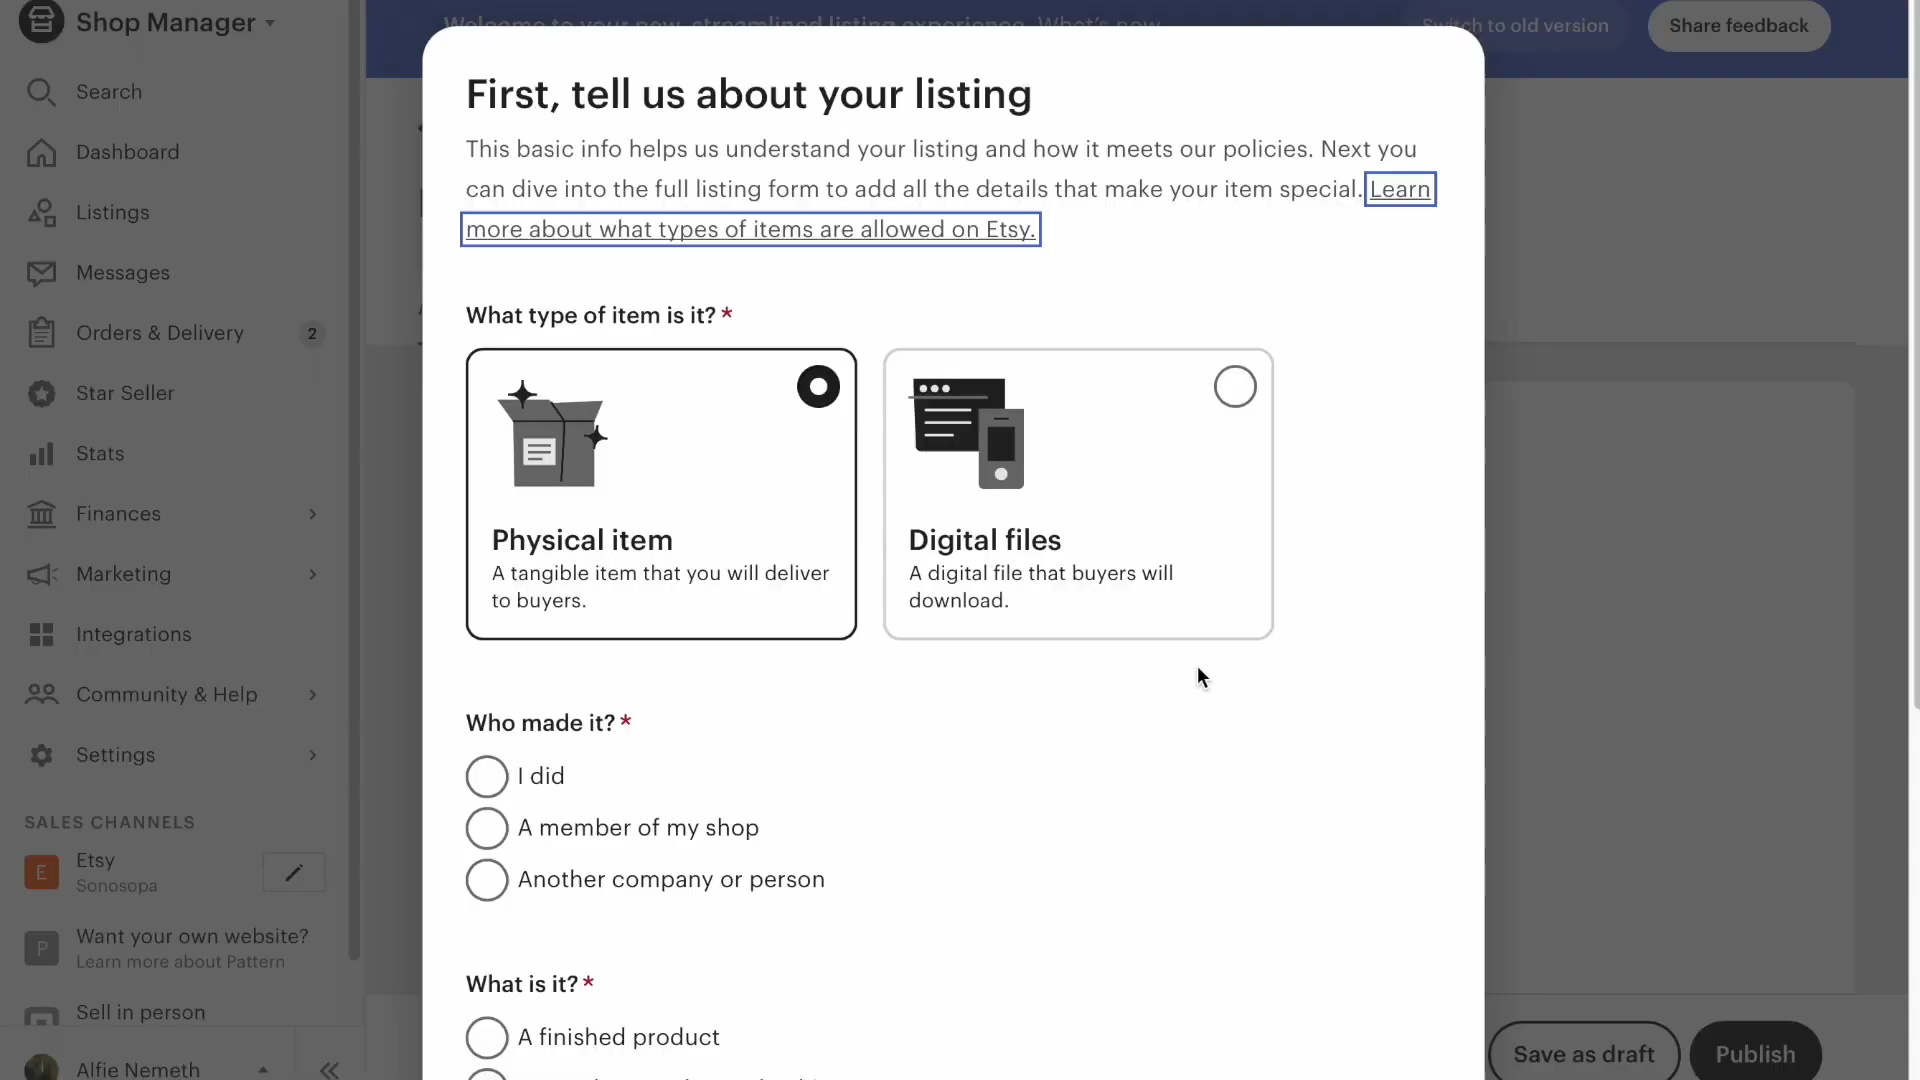 Shop Manager
Search
Dashboard
Listings
Messages
Orders & Delivery 2
Star Seller
Stats
Finances
Marketing
Integrations
Community & Help
Settings
SALES CHANNELS
E Etsy
Sonosopa
P Want your own website?
Learn more about Pattern
Sell in person
Alfie Nemeth
Welcome to your new, streamlined listing experience. What's new
Switch to old version
Share feedback
First, tell us about your listing
This basic info helps us understand your listing and how it meets our policies. Next you
can dive into the full listing form to add all the details that make your item special. Learn
more about what types of items are allowed on Etsy.
What type of item is it? *
Physical item
A tangible item that you will deliver
to buyers.
Digital files
A digital file that buyers will
download.
Who made it? *
I did
A member of my shop
Another company or person
What is it? *
A finished product
Save as draft
Publish